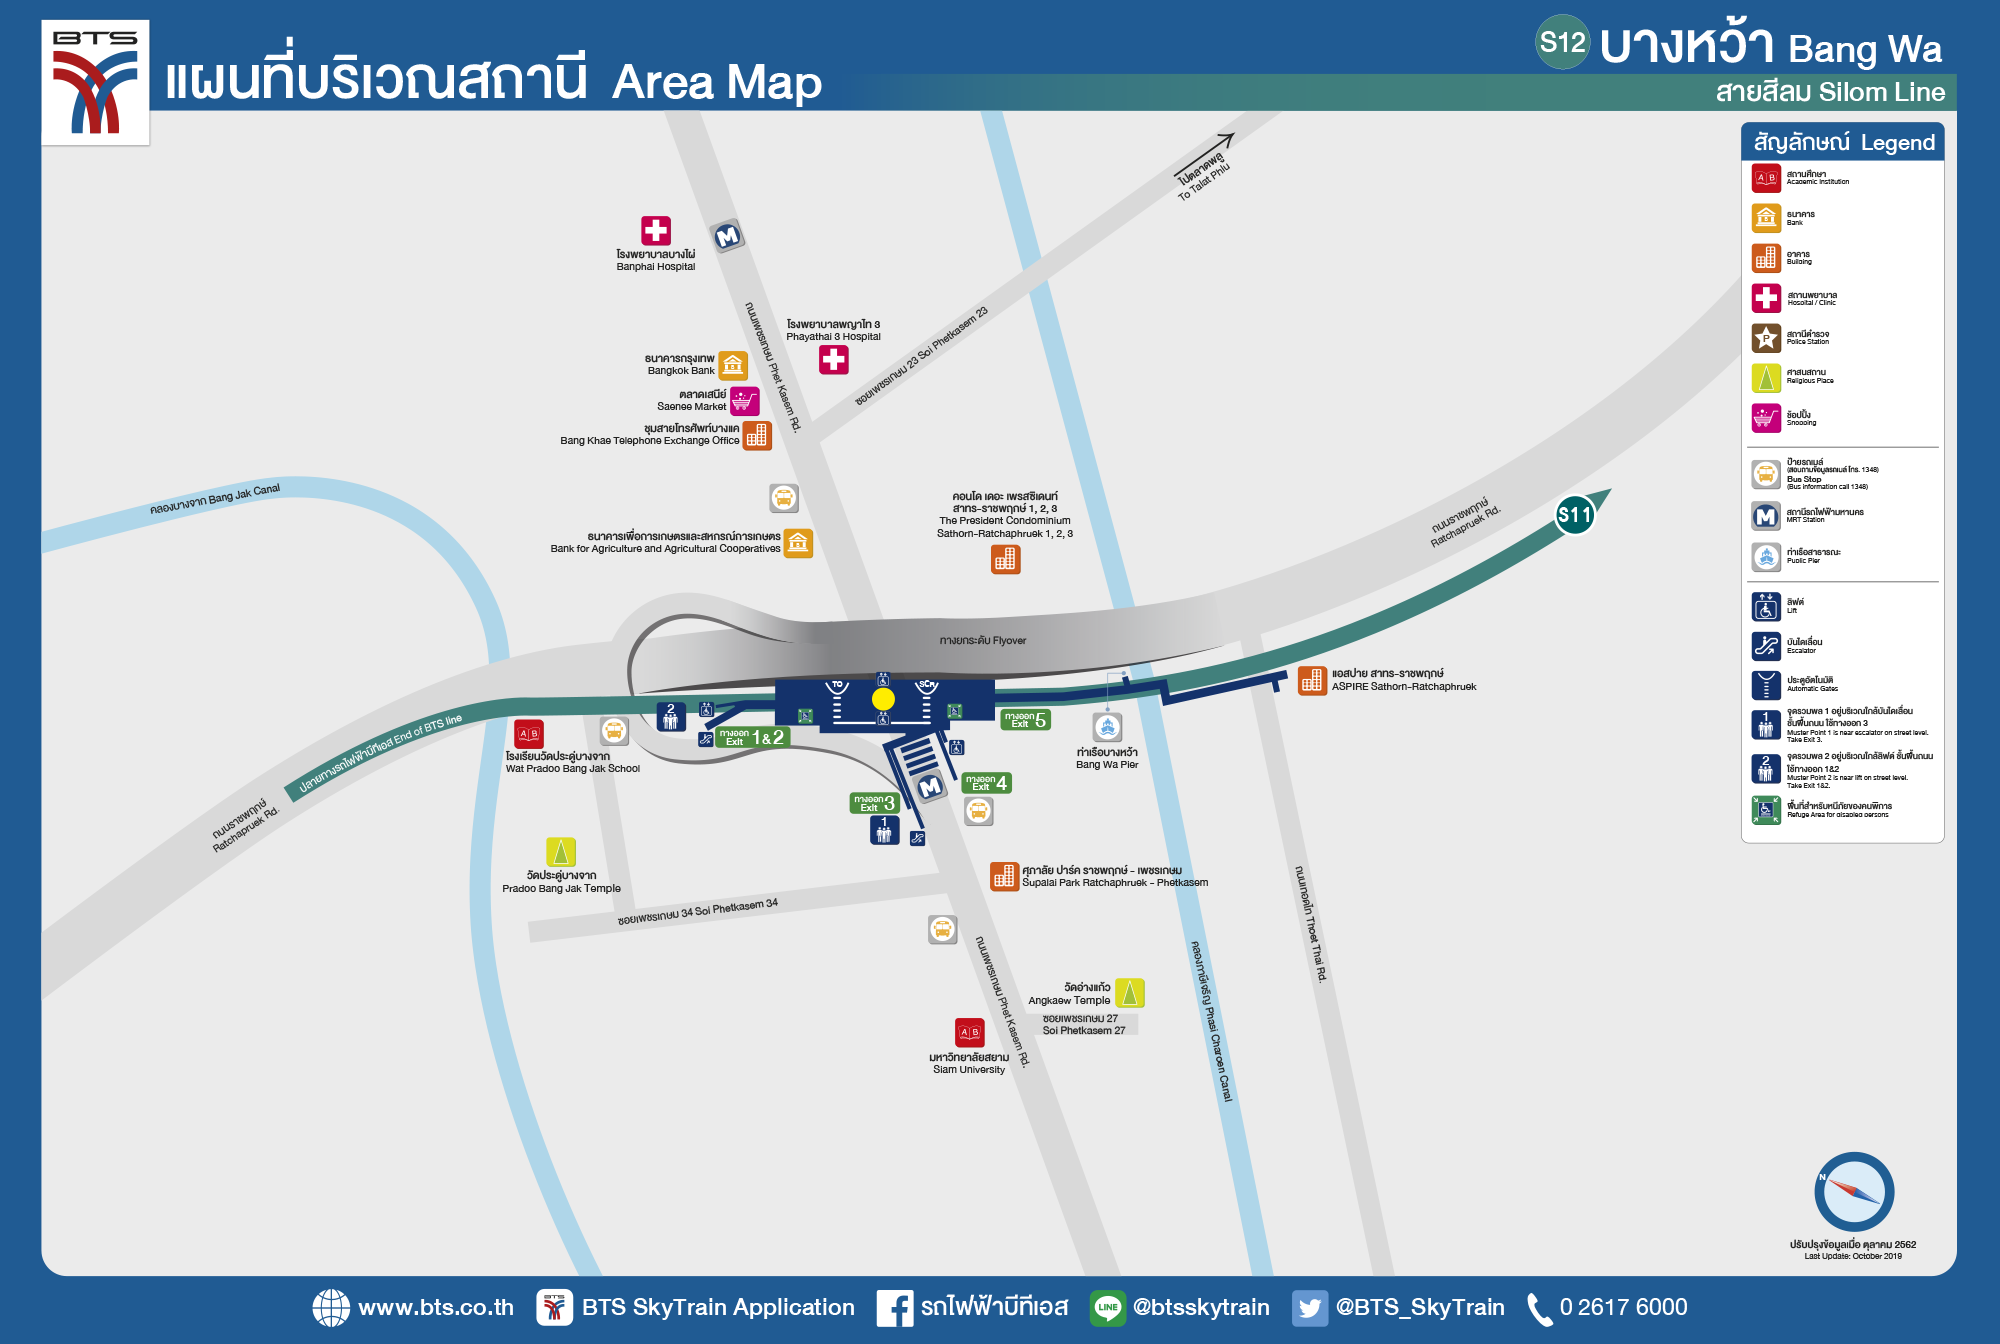 BTS
แผนที่บริเวณสถานี Area Map
S12 บางหว้า Bang Wa
สายสีลม Silom Line
สัญลักษณ์ Legend
A B
สถานศึกษา
Academic Institution
ธนาคาร
Bank
อาคาร
Building
สถานพยาบาล
Hospital / Clinic
P
สถานีตำรวจ
Police Station
ศาสนสถาน
Religious Place
ช้อปปิ้ง
Shopping
ป้ายรถเมล์
(สอบถามข้อมูลรถเมล์ โทร. 1348)
Bus Stop
(Bus information call 1348)
M
สถานีรถไฟฟ้ามหานคร
MRT Station
ท่าเรือสาธารณะ
Public Pier
ลิฟต์
Lift
บันไดเลื่อน
Escalator
ประตูอัตโนมัติ
Automatic Gates
1
จุดรวมพล 1 อยู่บริเวณใกล้บันไดเลื่อน
ชั้นพื้นถนน ใช้ทางออก 3
Muster Point 1 is near escalator on street level.
Take Exit 3.
2
จุดรวมพล 2 อยู่บริเวณใกล้ลิฟต์ ชั้นพื้นถนน
ใช้ทางออก 1&2
Muster Point 2 is near lift on street level.
Take Exit 1&2.
พื้นที่สำหรับหนีภัยของคนพิการ
Refuge Area for disabled persons
ไปตลาดพลู
To Talat Phlu
M
โรงพยาบาลบางไผ่
Banphai Hospital
ถนนเพชรเกษม Phet Kasem Rd.
โรงพยาบาลพญาไท 3
Phayathai 3 Hospital
ซอยเพชรเกษม 23 Soi Phetkasem 23
ธนาคารกรุงเทพ
Bangkok Bank
ตลาดเสนีย์
Saenee Market
ชุมสายโทรศัพท์บางแค
Bang Khae Telephone Exchange Office
คลองบางจาก Bang Jak Canal
คอนโด เดอะ เพรสซิเดนท์
สาทร-ราชพฤกษ์ 1, 2, 3
The President Condominium
Sathorn-Ratchaphruek 1, 2, 3
ธนาคารเพื่อการเกษตรและสหกรณ์การเกษตร
Bank for Agriculture and Agricultural Cooperatives
ถนนราชพฤกษ์
Ratchapruek Rd.
S11
ทางยกระดับ Flyover
TO
SCR
แอสปาย สาทร-ราชพฤกษ์
ASPIRE Sathorn-Ratchaphruek
2
ทางออก
Exit 1&2
ทางออก
Exit 5
ปลายทางรถไฟฟ้าบีทีเอส End of BTS line
A B
โรงเรียนวัดประดู่บางจาก
Wat Pradoo Bang Jak School
ท่าเรือบางหว้า
Bang Wa Pier
M
ทางออก
Exit 4
ทางออก
Exit 3
1
ถนนราชพฤกษ์
Ratchapruek Rd.
วัดประดู่บางจาก
Pradoo Bang Jak Temple
ศุภาลัย ปาร์ค ราชพฤกษ์ - เพชรเกษม
Supalai Park Ratchaphruek - Phetkasem
ซอยเพชรเกษม 34 Soi Phetkasem 34
ถนนเทอดไท Thoet Thai Rd.
ถนนเพชรเกษม Phet Kasem Rd.
คลองภาษีเจริญ Phasi Charoen Canal
วัดอ่างแก้ว
Angkaew Temple
ซอยเพชรเกษม 27
Soi Phetkasem 27
A B
มหาวิทยาลัยสยาม
Siam University
N
ปรับปรุงข้อมูลเมื่อ ตุลาคม 2562
Last Update: October 2019
www.bts.co.th
BTS
BTS SkyTrain Application
รถไฟฟ้าบีทีเอส
LINE
@btsskytrain
@BTS_SkyTrain
0 2617 6000